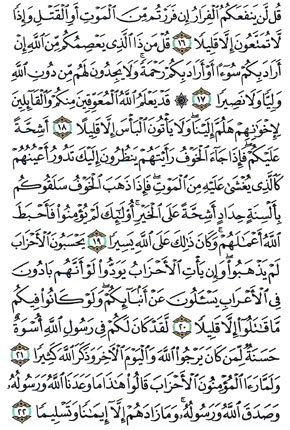 قُل لَّن يَنفَعَكُمُ ٱلْفِرَارُ إِن فَرَرْتُم مِّنَ ٱلْمَوْتِ أَوِ ٱلْقَتْلِ وَإِذًا
لَّا تُمَتَّعُونَ إِلَّا قَلِيلًا ١٦ قُلْ مَن ذَا ٱلَّذِى يَعْصِمُكُم مِّنَ ٱللَّهِ إِنْ
أَرَادَ بِكُمْ سُوٓءًا أَوْ أَرَادَ بِكُمْ رَحْمَةً ۚ وَلَا يَجِدُونَ لَهُم مِّن دُونِ ٱللَّهِ
وَلِيًّا وَلَا نَصِيرًا ١٧ ۞ قَدْ يَعْلَمُ ٱللَّهُ ٱلْمُعَوِّقِينَ مِنكُمْ وَٱلْقَآئِلِينَ
لِإِخْوَٰنِهِمْ هَلُمَّ إِلَيْنَا ۖ وَلَا يَأْتُونَ ٱلْبَأْسَ إِلَّا قَلِيلًا ١٨ أَشِحَّةً
عَلَيْكُمْ ۖ فَإِذَا جَآءَ ٱلْخَوْفُ رَأَيْتَهُمْ يَنظُرُونَ إِلَيْكَ تَدُورُ أَعْيُنُهُمْ
كَٱلَّذِى يُغْشَىٰ عَلَيْهِ مِنَ ٱلْمَوْتِ ۖ فَإِذَا ذَهَبَ ٱلْخَوْفُ سَلَقُوكُم
بِأَلْسِنَةٍ حِدَادٍ أَشِحَّةً عَلَى ٱلْخَيْرِ ۚ أُو۟لَٰٓئِكَ لَمْ يُؤْمِنُوا۟ فَأَحْبَطَ
ٱللَّهُ أَعْمَٰلَهُمْ ۚ وَكَانَ ذَٰلِكَ عَلَى ٱللَّهِ يَسِيرًا ١٩ يَحْسَبُونَ ٱلْأَحْزَابَ
لَمْ يَذْهَبُوا۟ ۖ وَإِن يَأْتِ ٱلْأَحْزَابُ يَوَدُّوا۟ لَوْ أَنَّهُم بَادُونَ
فِى ٱلْأَعْرَابِ يَسْـَٔلُونَ عَنْ أَنۢبَآئِكُمْ ۖ وَلَوْ كَانُوا۟ فِيكُم
مَّا قَٰتَلُوٓا۟ إِلَّا قَلِيلًا ٢٠ لَّقَدْ كَانَ لَكُمْ فِى رَسُولِ ٱللَّهِ أُسْوَةٌ
حَسَنَةٌ لِّمَن كَانَ يَرْجُوا۟ ٱللَّهَ وَٱلْيَوْمَ ٱلْـَٔاخِرَ وَذَكَرَ ٱللَّهَ كَثِيرًا ٢١
وَلَمَّا رَءَا ٱلْمُؤْمِنُونَ ٱلْأَحْزَابَ قَالُوا۟ هَٰذَا مَا وَعَدَنَا ٱللَّهُ وَرَسُولُهُۥ
وَصَدَقَ ٱللَّهُ وَرَسُولُهُۥ ۚ وَمَا زَادَهُمْ إِلَّآ إِيمَٰنًا وَتَسْلِيمًا ٢٢